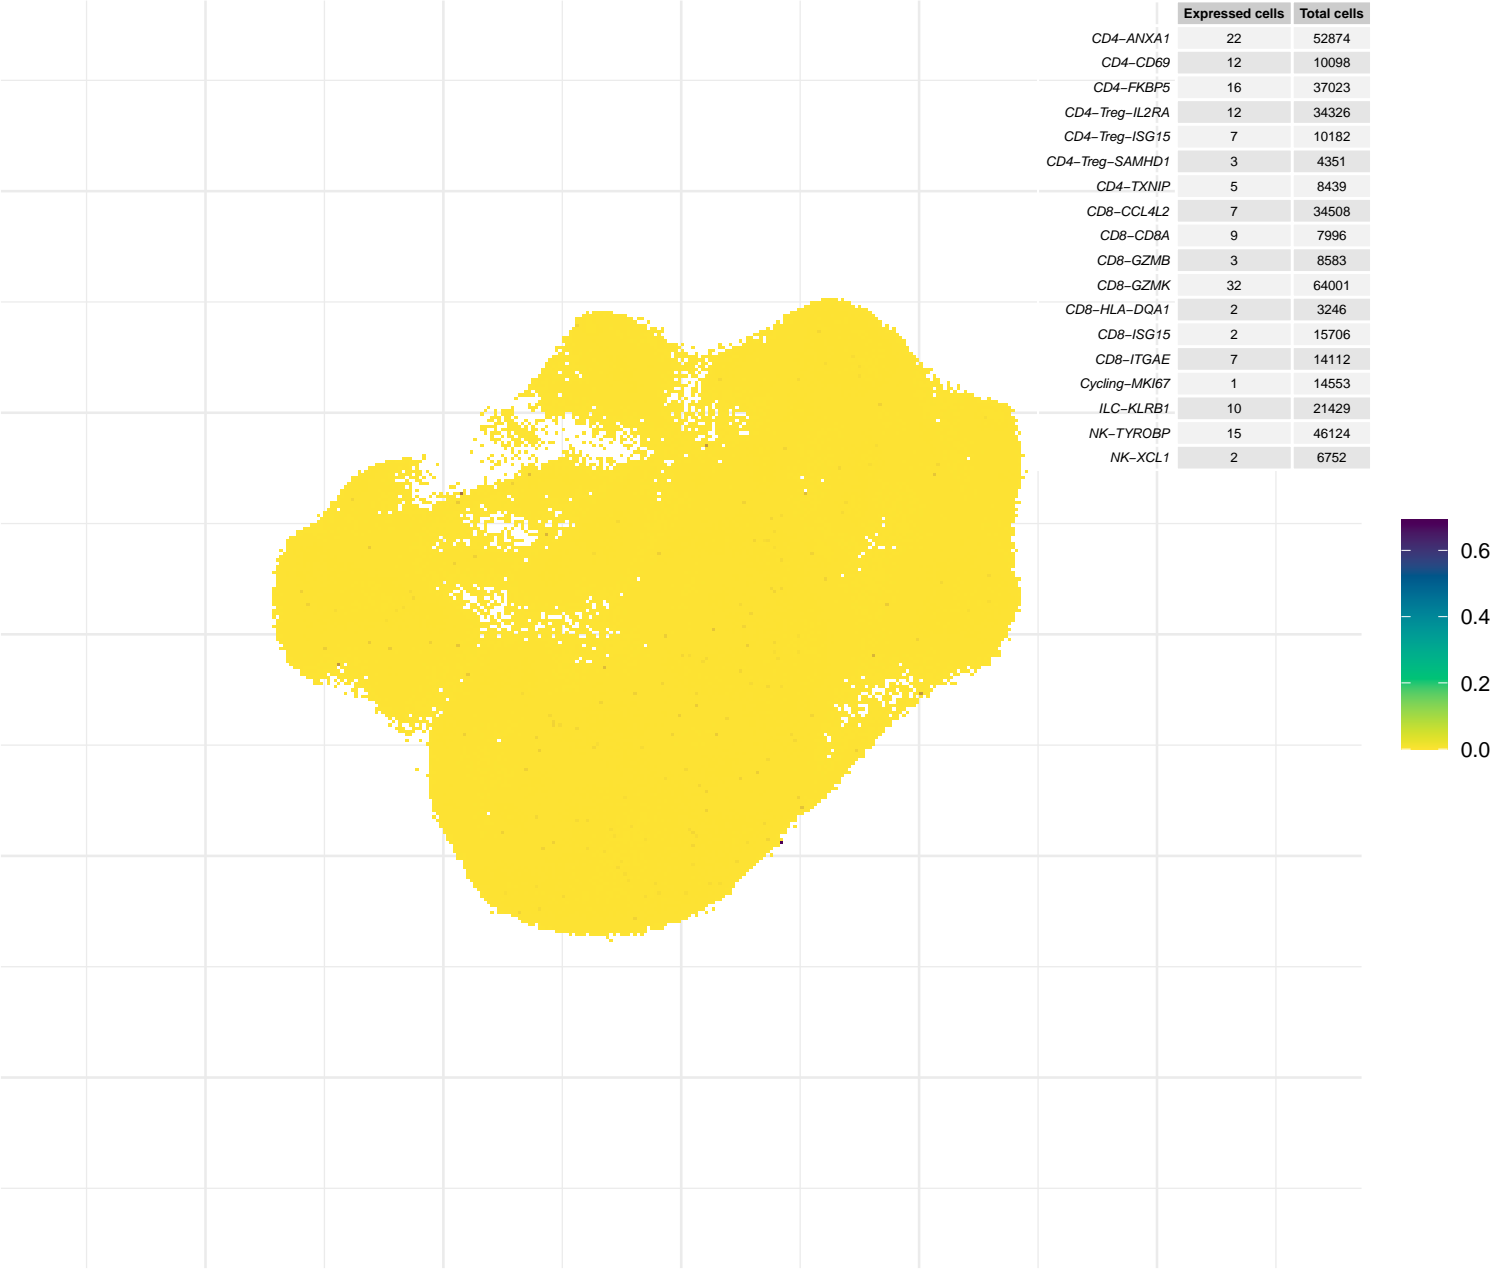 Expressed cells Total cells
CD4−ANXA1 22 52874
CD4−CD69 12 10098
CD4−FKBP5 16 37023
CD4−Treg−IL2RA 12 34326
CD4−Treg−ISG15 7 10182
CD4−Treg−SAMHD1 3 4351
CD4−TXNIP 5 8439
CD8−CCL4L2 7 34508
CD8−CD8A 9 7996
CD8−GZMB 3 8583
CD8−GZMK 32 64001
CD8−HLA−DQA1 2 3246
CD8−ISG15 2 15706
CD8−ITGAE 7 14112
Cycling−MKI67 1 14553
ILC−KLRB1 10 21429
NK−TYROBP 15 46124
NK−XCL1 2 6752
0.6
0.4
0.2
0.0